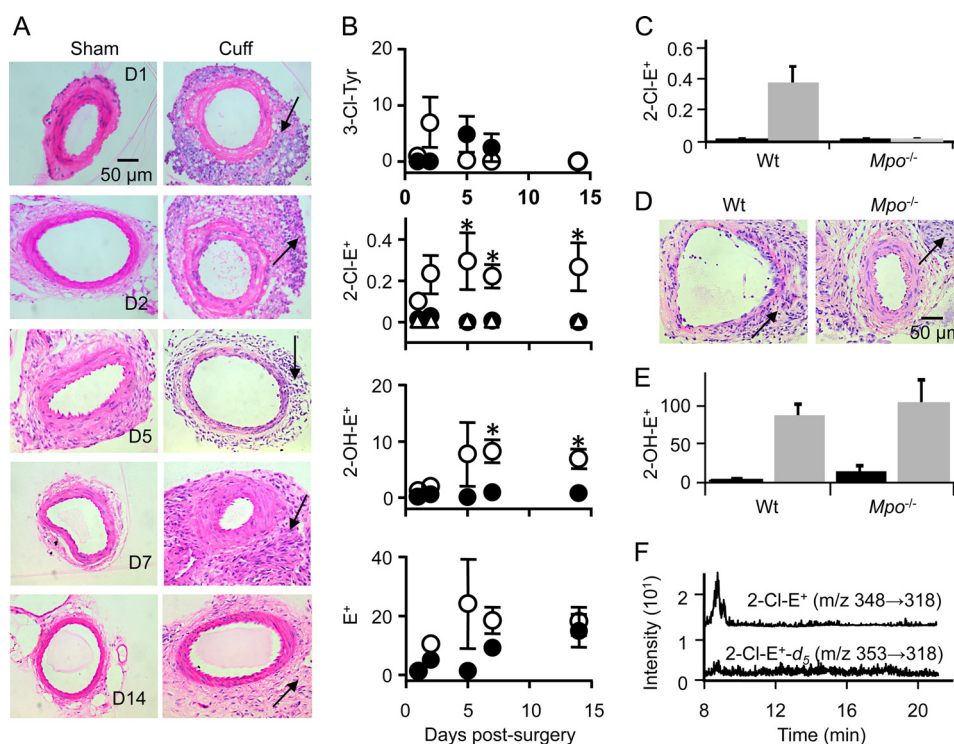 A
Sham Cuff
D1
50 µm
D2
D5
D7
D14
B
3-Cl-Tyr
20
10
0
0 5 10 15
2-Cl-E⁺
0.4
0.2
0
* * *
2-OH-E⁺
20
10
0
* *
E⁺
40
20
0
0 5 10 15
Days post-surgery
C
2-Cl-E⁺
0.6
0.4
0.2
0
Wt Mpo⁻/⁻
D
Wt Mpo⁻/⁻
50 µm
E
2-OH-E⁺
100
50
0
Wt Mpo⁻/⁻
F
Intensity (10¹)
2
1
0
2-Cl-E⁺ (m/z 348→318)
2-Cl-E⁺-d₅ (m/z 353→318)
8 12 16 20
Time (min)